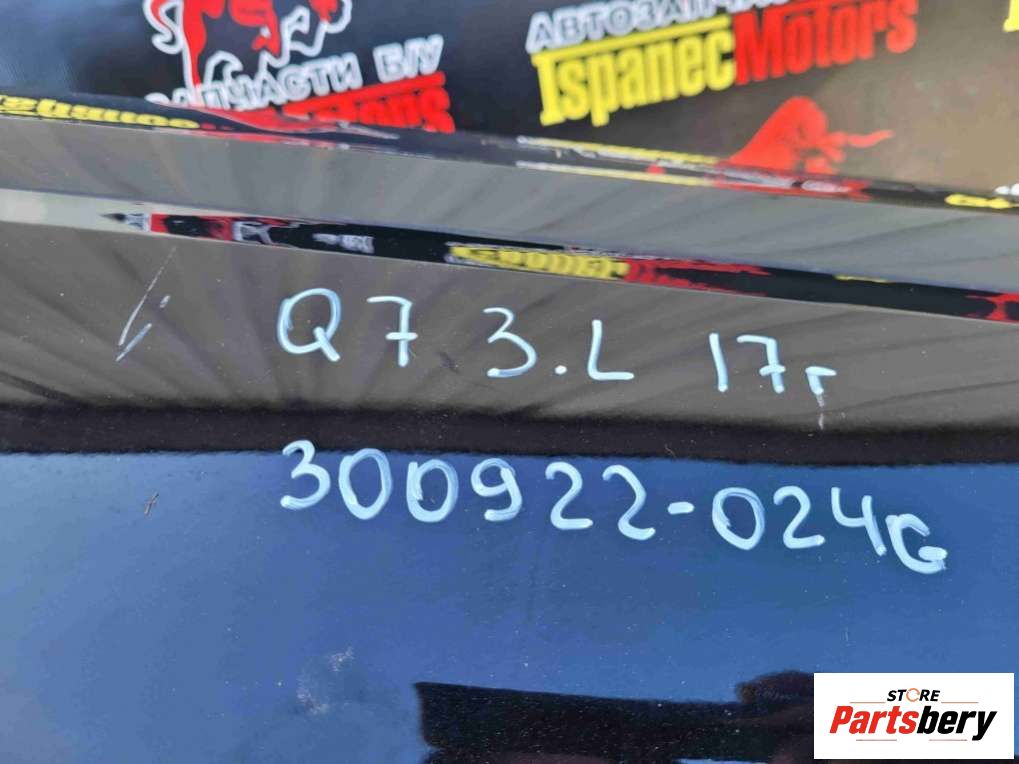 ЗАПЧАСТИ Б/У
АВТОЗАПЧА
IspanecMotors
Q7 3.L 17г
300922-024G
STORE
Partsbery